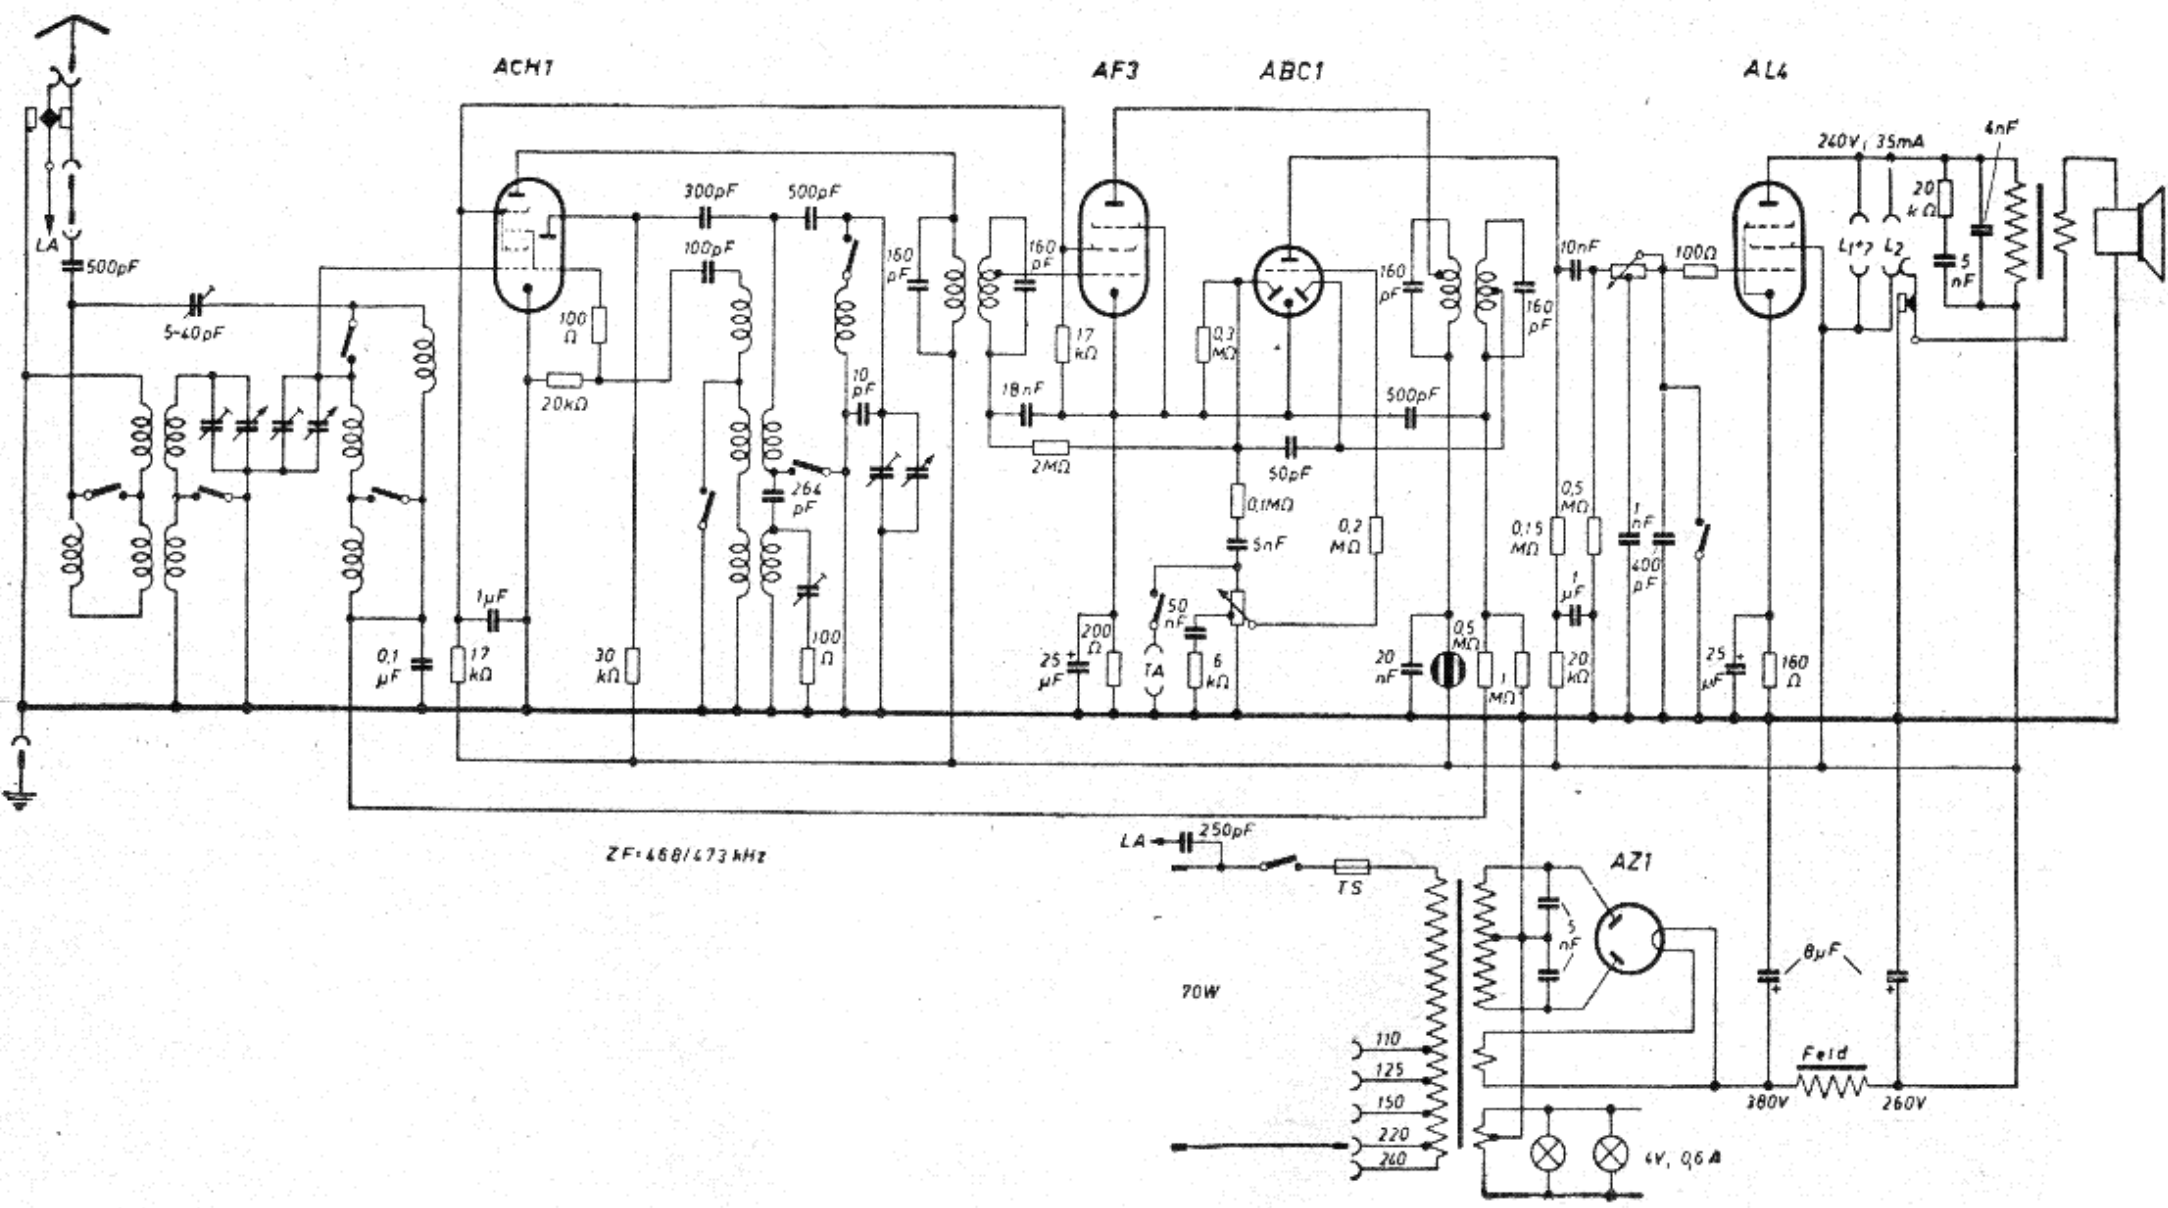 ACH1
AF3
ABC1
AL4
240V, 35mA
4nF
LA
500pF
5-40pF
300pF
500pF
100pF
100
Ω
20kΩ
160
pF
160
pF
10
pF
264
pF
17
kΩ
18nF
2MΩ
0,3
MΩ
50pF
500pF
160
pF
160
pF
10nF
100Ω
L1+?
L2
20
kΩ
5
nF
0,1MΩ
5nF
0,2
MΩ
0,15
MΩ
0,5
MΩ
1
nF
400
pF
1
µF
1µF
0,1
µF
17
kΩ
30
kΩ
100
Ω
25
µF
+
200
Ω
TA
50
nF
6
kΩ
20
nF
0,5
MΩ
1
MΩ
20
kΩ
25
µF
+
160
Ω
ZF=468/473 kHz
LA
250pF
TS
AZ1
5
nF
70W
8µF
+
+
110
125
150
220
240
Feld
380V
260V
4V, 0,6A